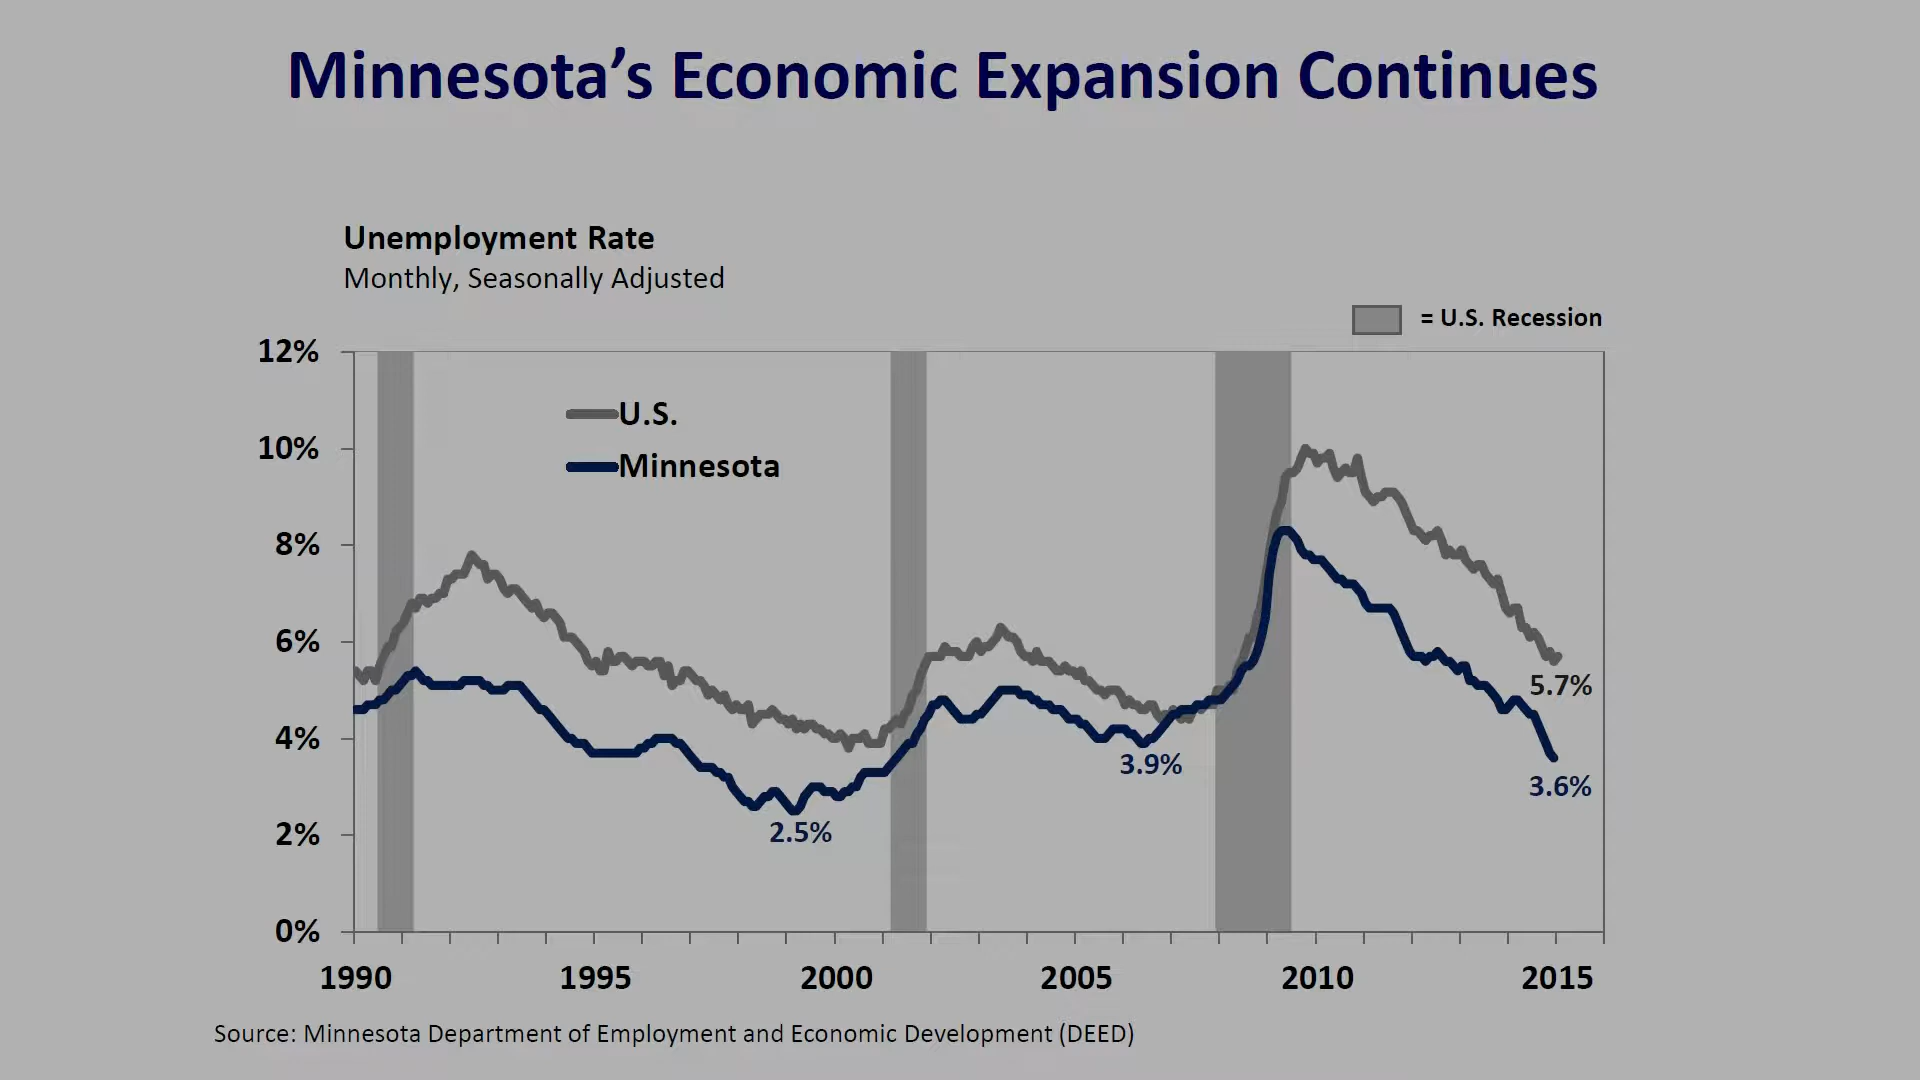 Minnesota’s Economic Expansion Continues
Unemployment Rate
Monthly, Seasonally Adjusted
= U.S. Recession
12%
10%
8%
6%
4%
2%
0%
U.S.
Minnesota
5.7%
3.9%
3.6%
2.5%
1990 1995 2000 2005 2010 2015
Source: Minnesota Department of Employment and Economic Development (DEED)